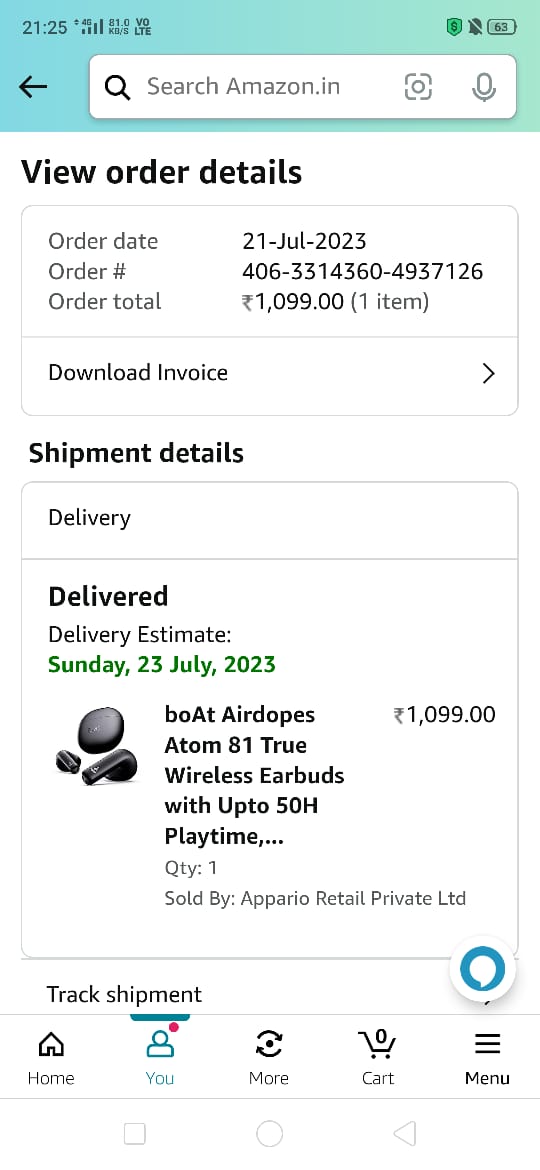 21:25 4G 81.0 KB/S VO LTE 63
Search Amazon.in
View order details
Order date 21-Jul-2023
Order # 406-3314360-4937126
Order total ₹1,099.00 (1 item)
Download Invoice
Shipment details
Delivery
Delivered
Delivery Estimate:
Sunday, 23 July, 2023
boAt Airdopes ₹1,099.00
Atom 81 True
Wireless Earbuds
with Upto 50H
Playtime,...
Qty: 1
Sold By: Appario Retail Private Ltd
Track shipment
0
Home You More Cart Menu